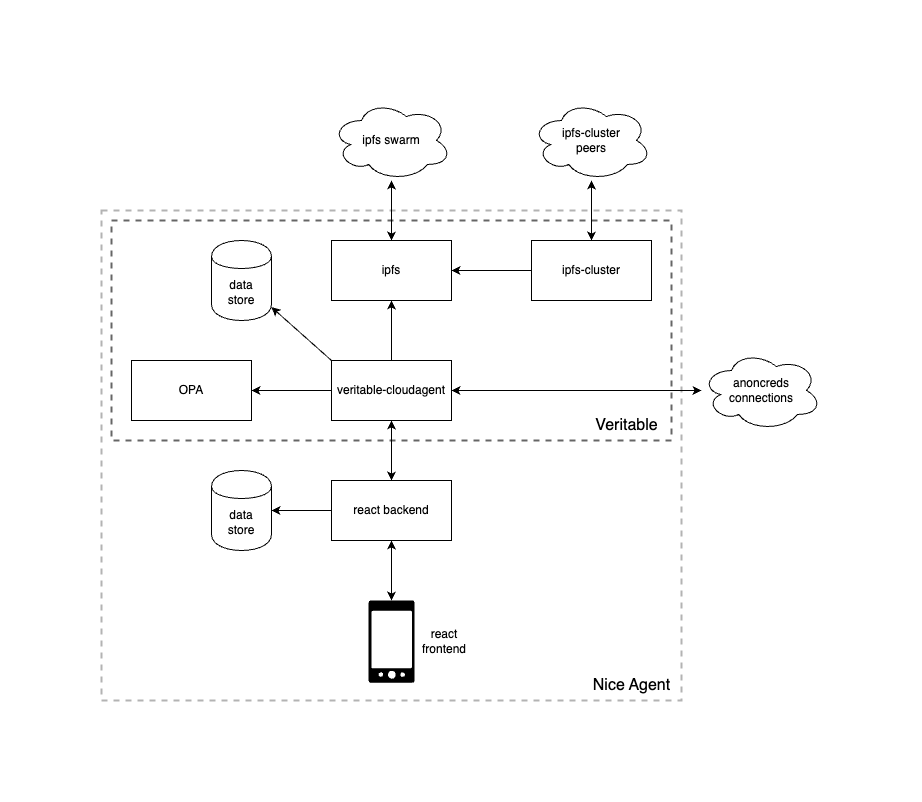 ipfs swarm
ipfs-cluster
peers
data
store
ipfs
ipfs-cluster
OPA
veritable-cloudagent
anoncreds
connections
Veritable
data
store
react backend
react
frontend
Nice Agent